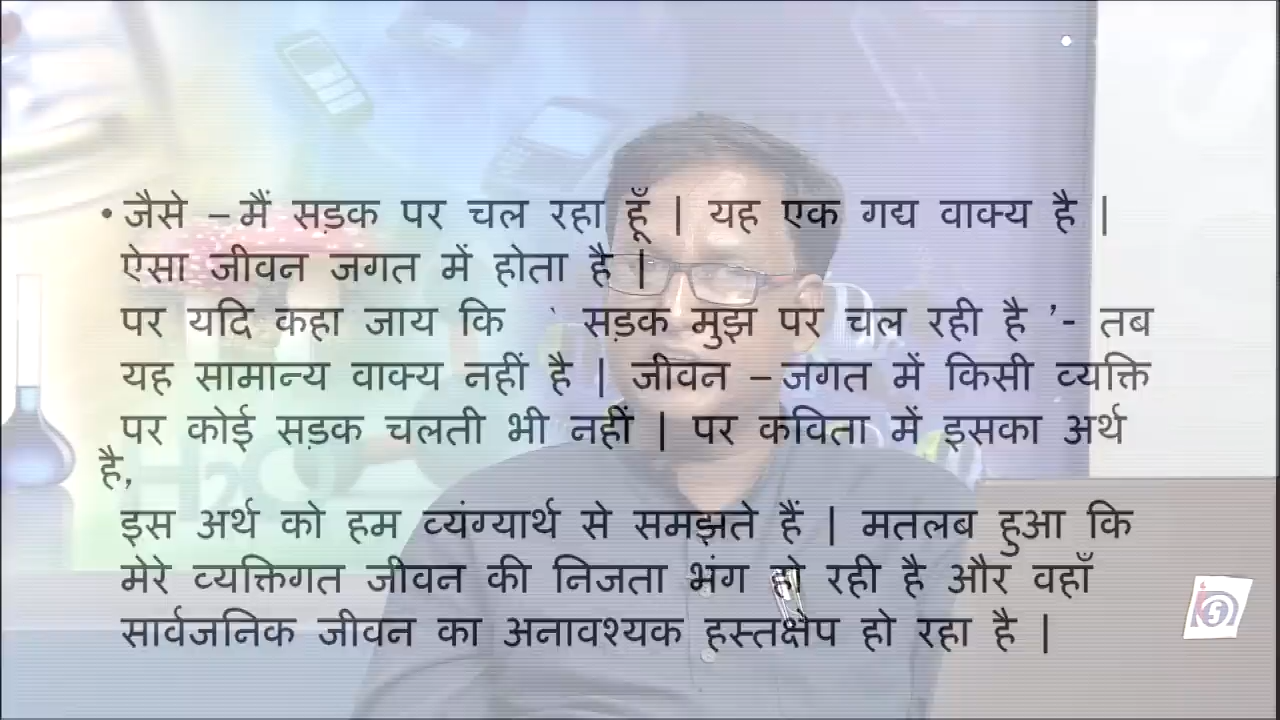 • जैसे – मैं सड़क पर चल रहा हूँ | यह एक गद्य वाक्य है |
ऐसा जीवन जगत में होता है |
पर यदि कहा जाय कि ` सड़क मुझ पर चल रही है ’- तब
यह सामान्य वाक्य नहीं है | जीवन – जगत में किसी व्यक्ति
पर कोई सड़क चलती भी नहीं | पर कविता में इसका अर्थ
है,
इस अर्थ को हम व्यंग्यार्थ से समझते हैं | मतलब हुआ कि
मेरे व्यक्तिगत जीवन की निजता भंग हो रही है और वहाँ
सार्वजनिक जीवन का अनावश्यक हस्तक्षेप हो रहा है |
H2O